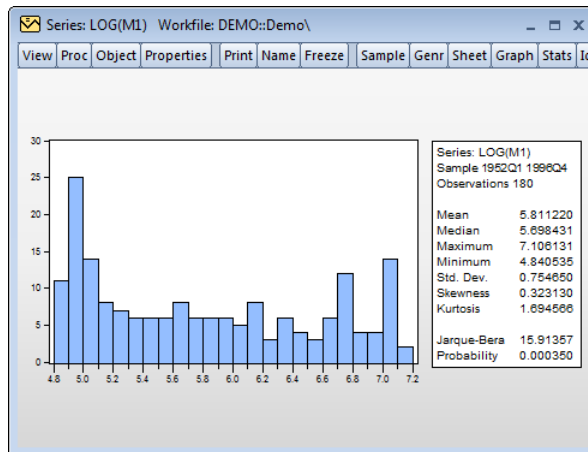 Series: LOG(M1) Workfile: DEMO::Demo\
View Proc Object Properties Print Name Freeze Sample Genr Sheet Graph Stats
30
25
20
15
10
5
0
4.8 5.0 5.2 5.4 5.6 5.8 6.0 6.2 6.4 6.6 6.8 7.0 7.2
Series: LOG(M1)
Sample 1952Q1 1996Q4
Observations 180
Mean 5.811220
Median 5.698431
Maximum 7.106131
Minimum 4.840535
Std. Dev. 0.754650
Skewness 0.323130
Kurtosis 1.694566
Jarque-Bera 15.91357
Probability 0.000350